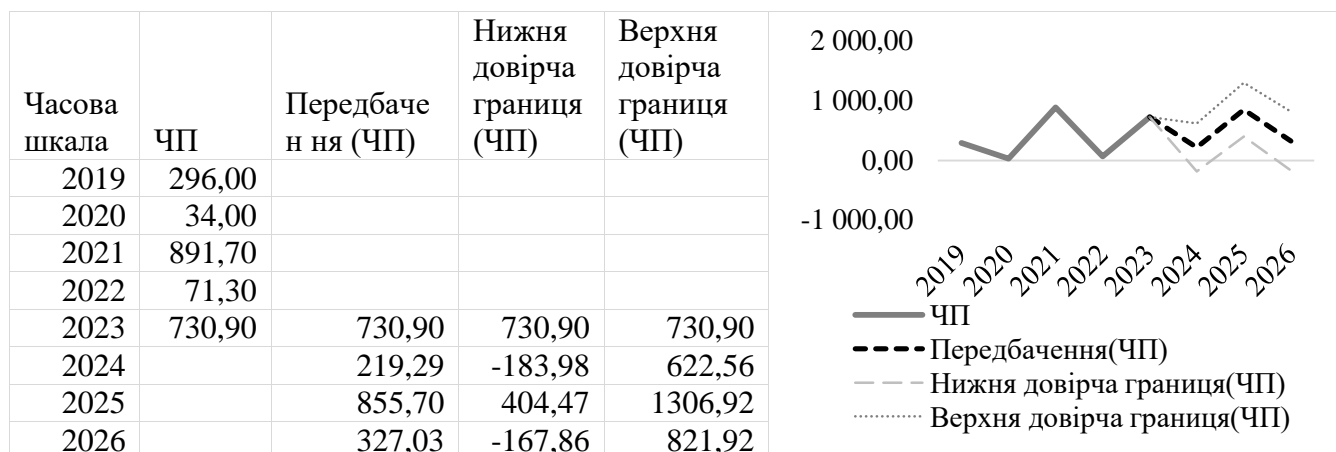 Часова шкала ЧП Передбачен ня (ЧП) Нижня довірча границя (ЧП) Верхня довірча границя (ЧП)
2019 296,00
2020 34,00
2021 891,70
2022 71,30
2023 730,90 730,90 730,90 730,90
2024 219,29 -183,98 622,56
2025 855,70 404,47 1306,92
2026 327,03 -167,86 821,92
2 000,00
1 000,00
0,00
-1 000,00
2019 2020 2021 2022 2023 2024 2025 2026
ЧП
Передбачення(ЧП)
Нижня довірча границя(ЧП)
Верхня довірча границя(ЧП)